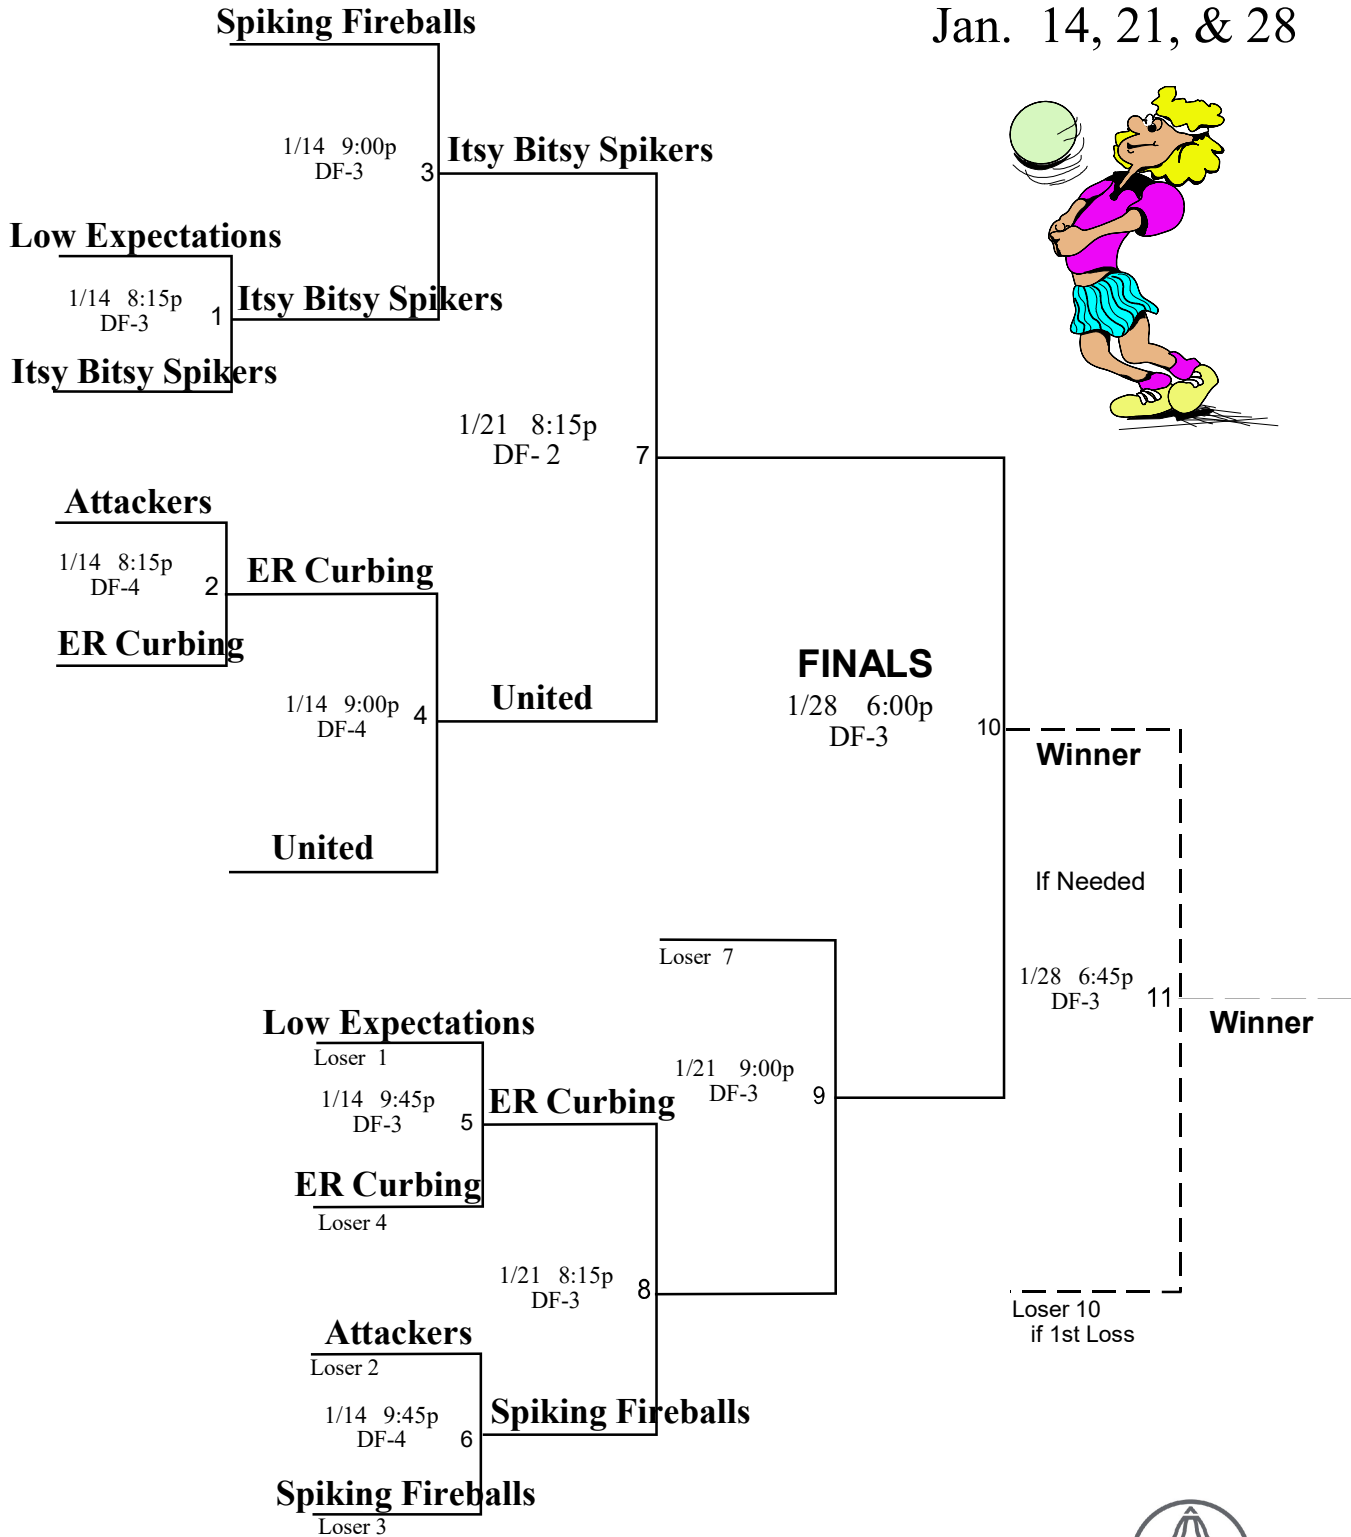 Spiking Fireballs
Jan. 14, 21, & 28
1/14 9:00p
DF-3
3
Itsy Bitsy Spikers
Low Expectations
1/14 8:15p
DF-3
1
Itsy Bitsy Spikers
Itsy Bitsy Spikers
1/21 8:15p
DF- 2
7
Attackers
1/14 8:15p
DF-4
2
ER Curbing
ER Curbing
1/14 9:00p
DF-4
4
United
United
FINALS
1/28 6:00p
DF-3
10
Winner
If Needed
1/28 6:45p
DF-3
11
Winner
Loser 7
Low Expectations
Loser 1
1/14 9:45p
DF-3
5
ER Curbing
1/21 9:00p
DF-3
9
ER Curbing
Loser 4
1/21 8:15p
DF-3
8
Loser 10
if 1st Loss
Attackers
Loser 2
1/14 9:45p
DF-4
6
Spiking Fireballs
Spiking Fireballs
Loser 3